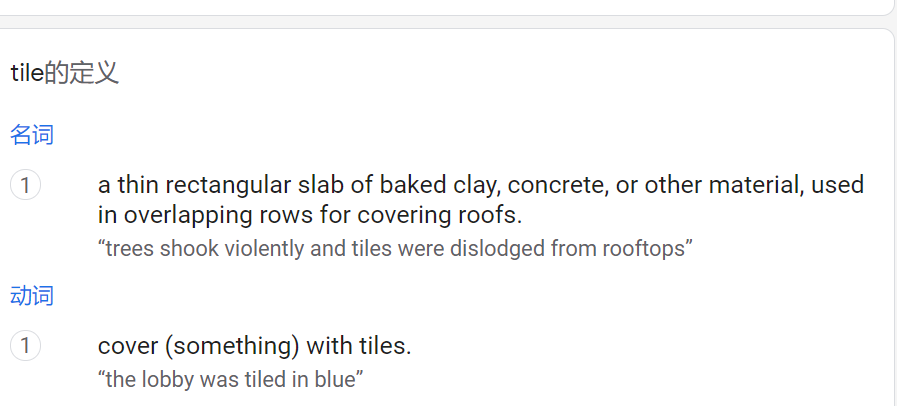 tile的定义
名词
1
a thin rectangular slab of baked clay, concrete, or other material, used
in overlapping rows for covering roofs.
“trees shook violently and tiles were dislodged from rooftops”
动词
1
cover (something) with tiles.
“the lobby was tiled in blue”